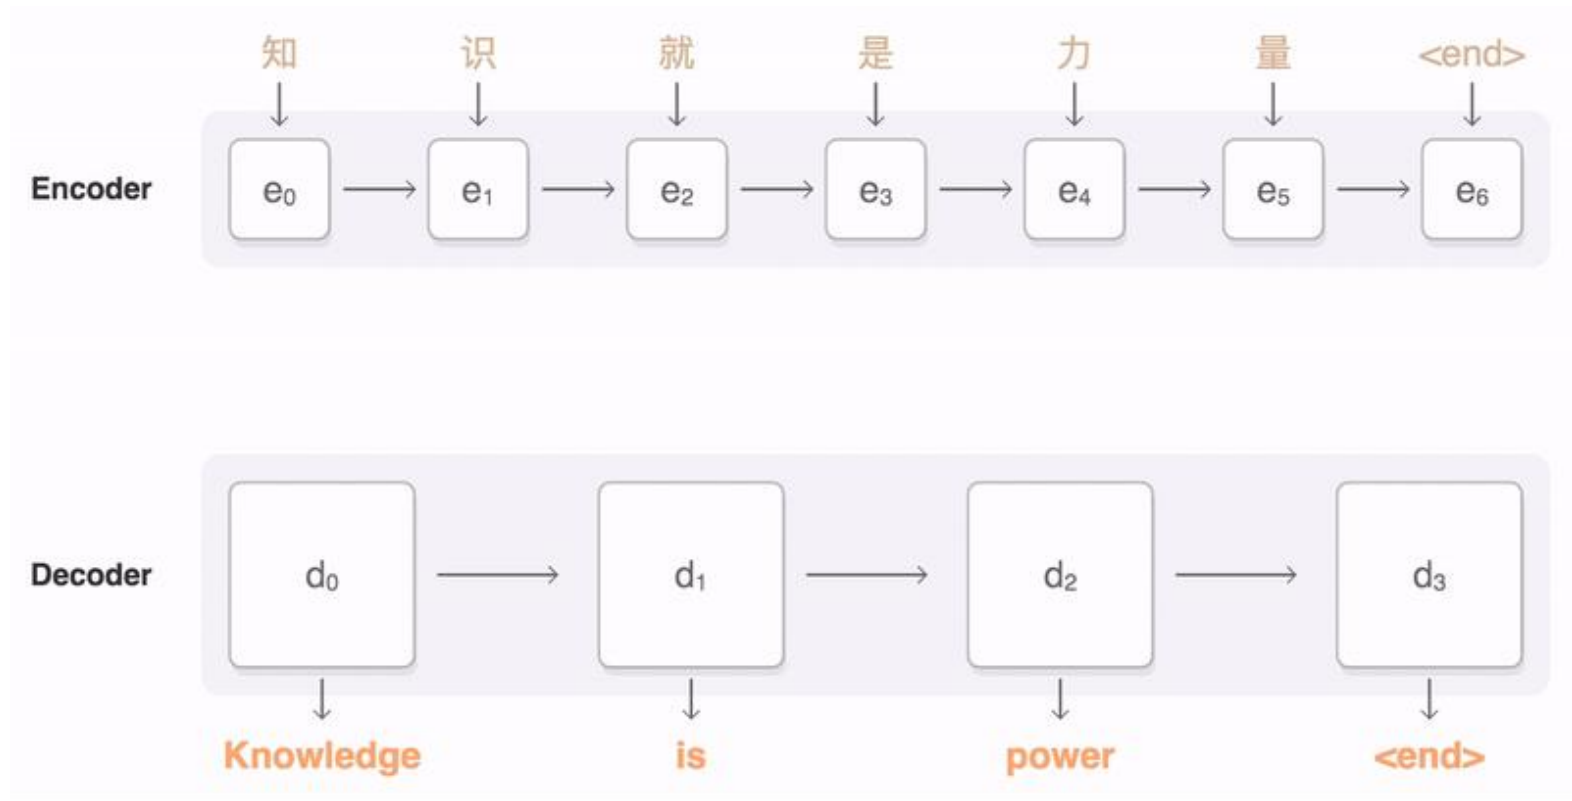 知 识 就 是 力 量 <end>
Encoder e₀ e₁ e₂ e₃ e₄ e₅ e₆
Decoder d₀ d₁ d₂ d₃
Knowledge is power <end>